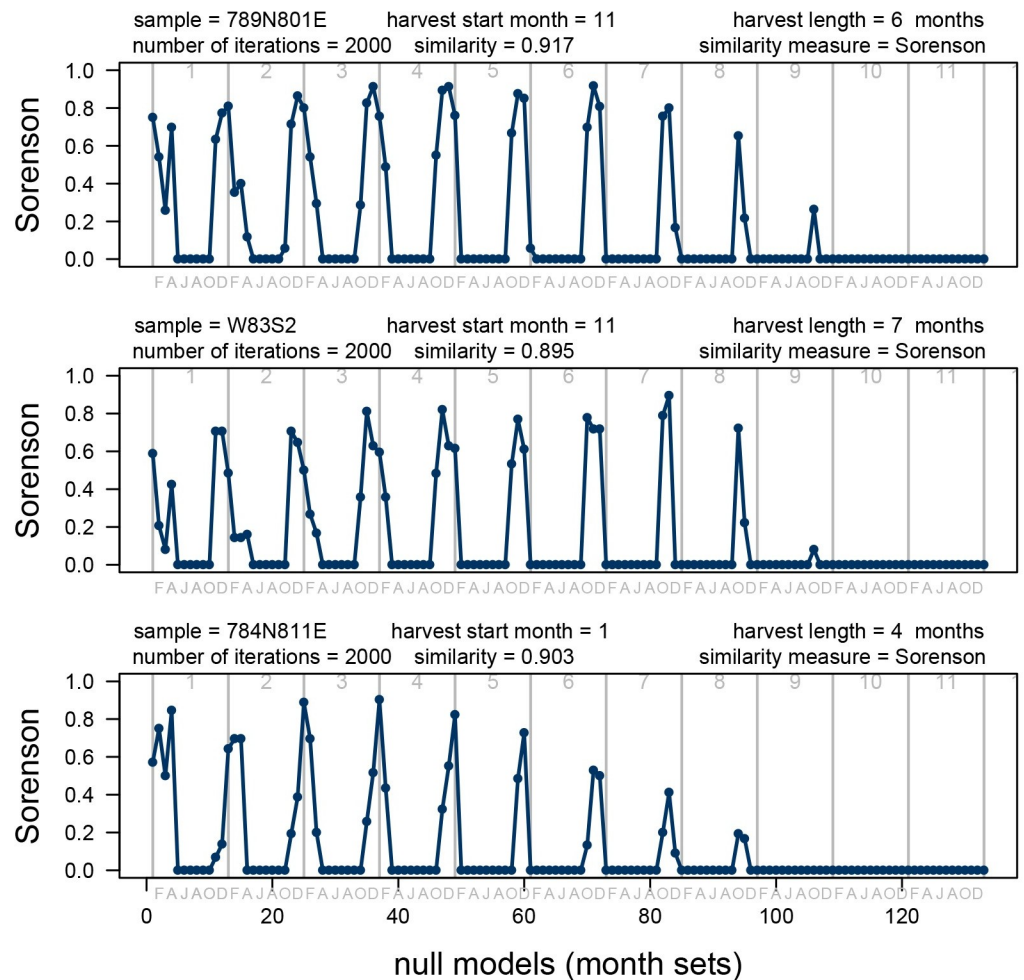 sample = 789N801E harvest start month = 11 harvest length = 6 months
number of iterations = 2000 similarity = 0.917 similarity measure = Sorenson
1 2 3 4 5 6 7 8 9 10 11
1.0
0.8
0.6
0.4
0.2
0.0
Sorenson
F A J A O D F A J A O D F A J A O D F A J A O D F A J A O D F A J A O D F A J A O D F A J A O D F A J A O D F A J A O D F A J A O D
sample = W83S2 harvest start month = 11 harvest length = 7 months
number of iterations = 2000 similarity = 0.895 similarity measure = Sorenson
1 2 3 4 5 6 7 8 9 10 11
1.0
0.8
0.6
0.4
0.2
0.0
Sorenson
F A J A O D F A J A O D F A J A O D F A J A O D F A J A O D F A J A O D F A J A O D F A J A O D F A J A O D F A J A O D F A J A O D
sample = 784N811E harvest start month = 1 harvest length = 4 months
number of iterations = 2000 similarity = 0.903 similarity measure = Sorenson
1 2 3 4 5 6 7 8 9 10 11
1.0
0.8
0.6
0.4
0.2
0.0
Sorenson
F A J A O D F A J A O D F A J A O D F A J A O D F A J A O D F A J A O D F A J A O D F A J A O D F A J A O D F A J A O D F A J A O D
0 20 40 60 80 100 120
null models (month sets)